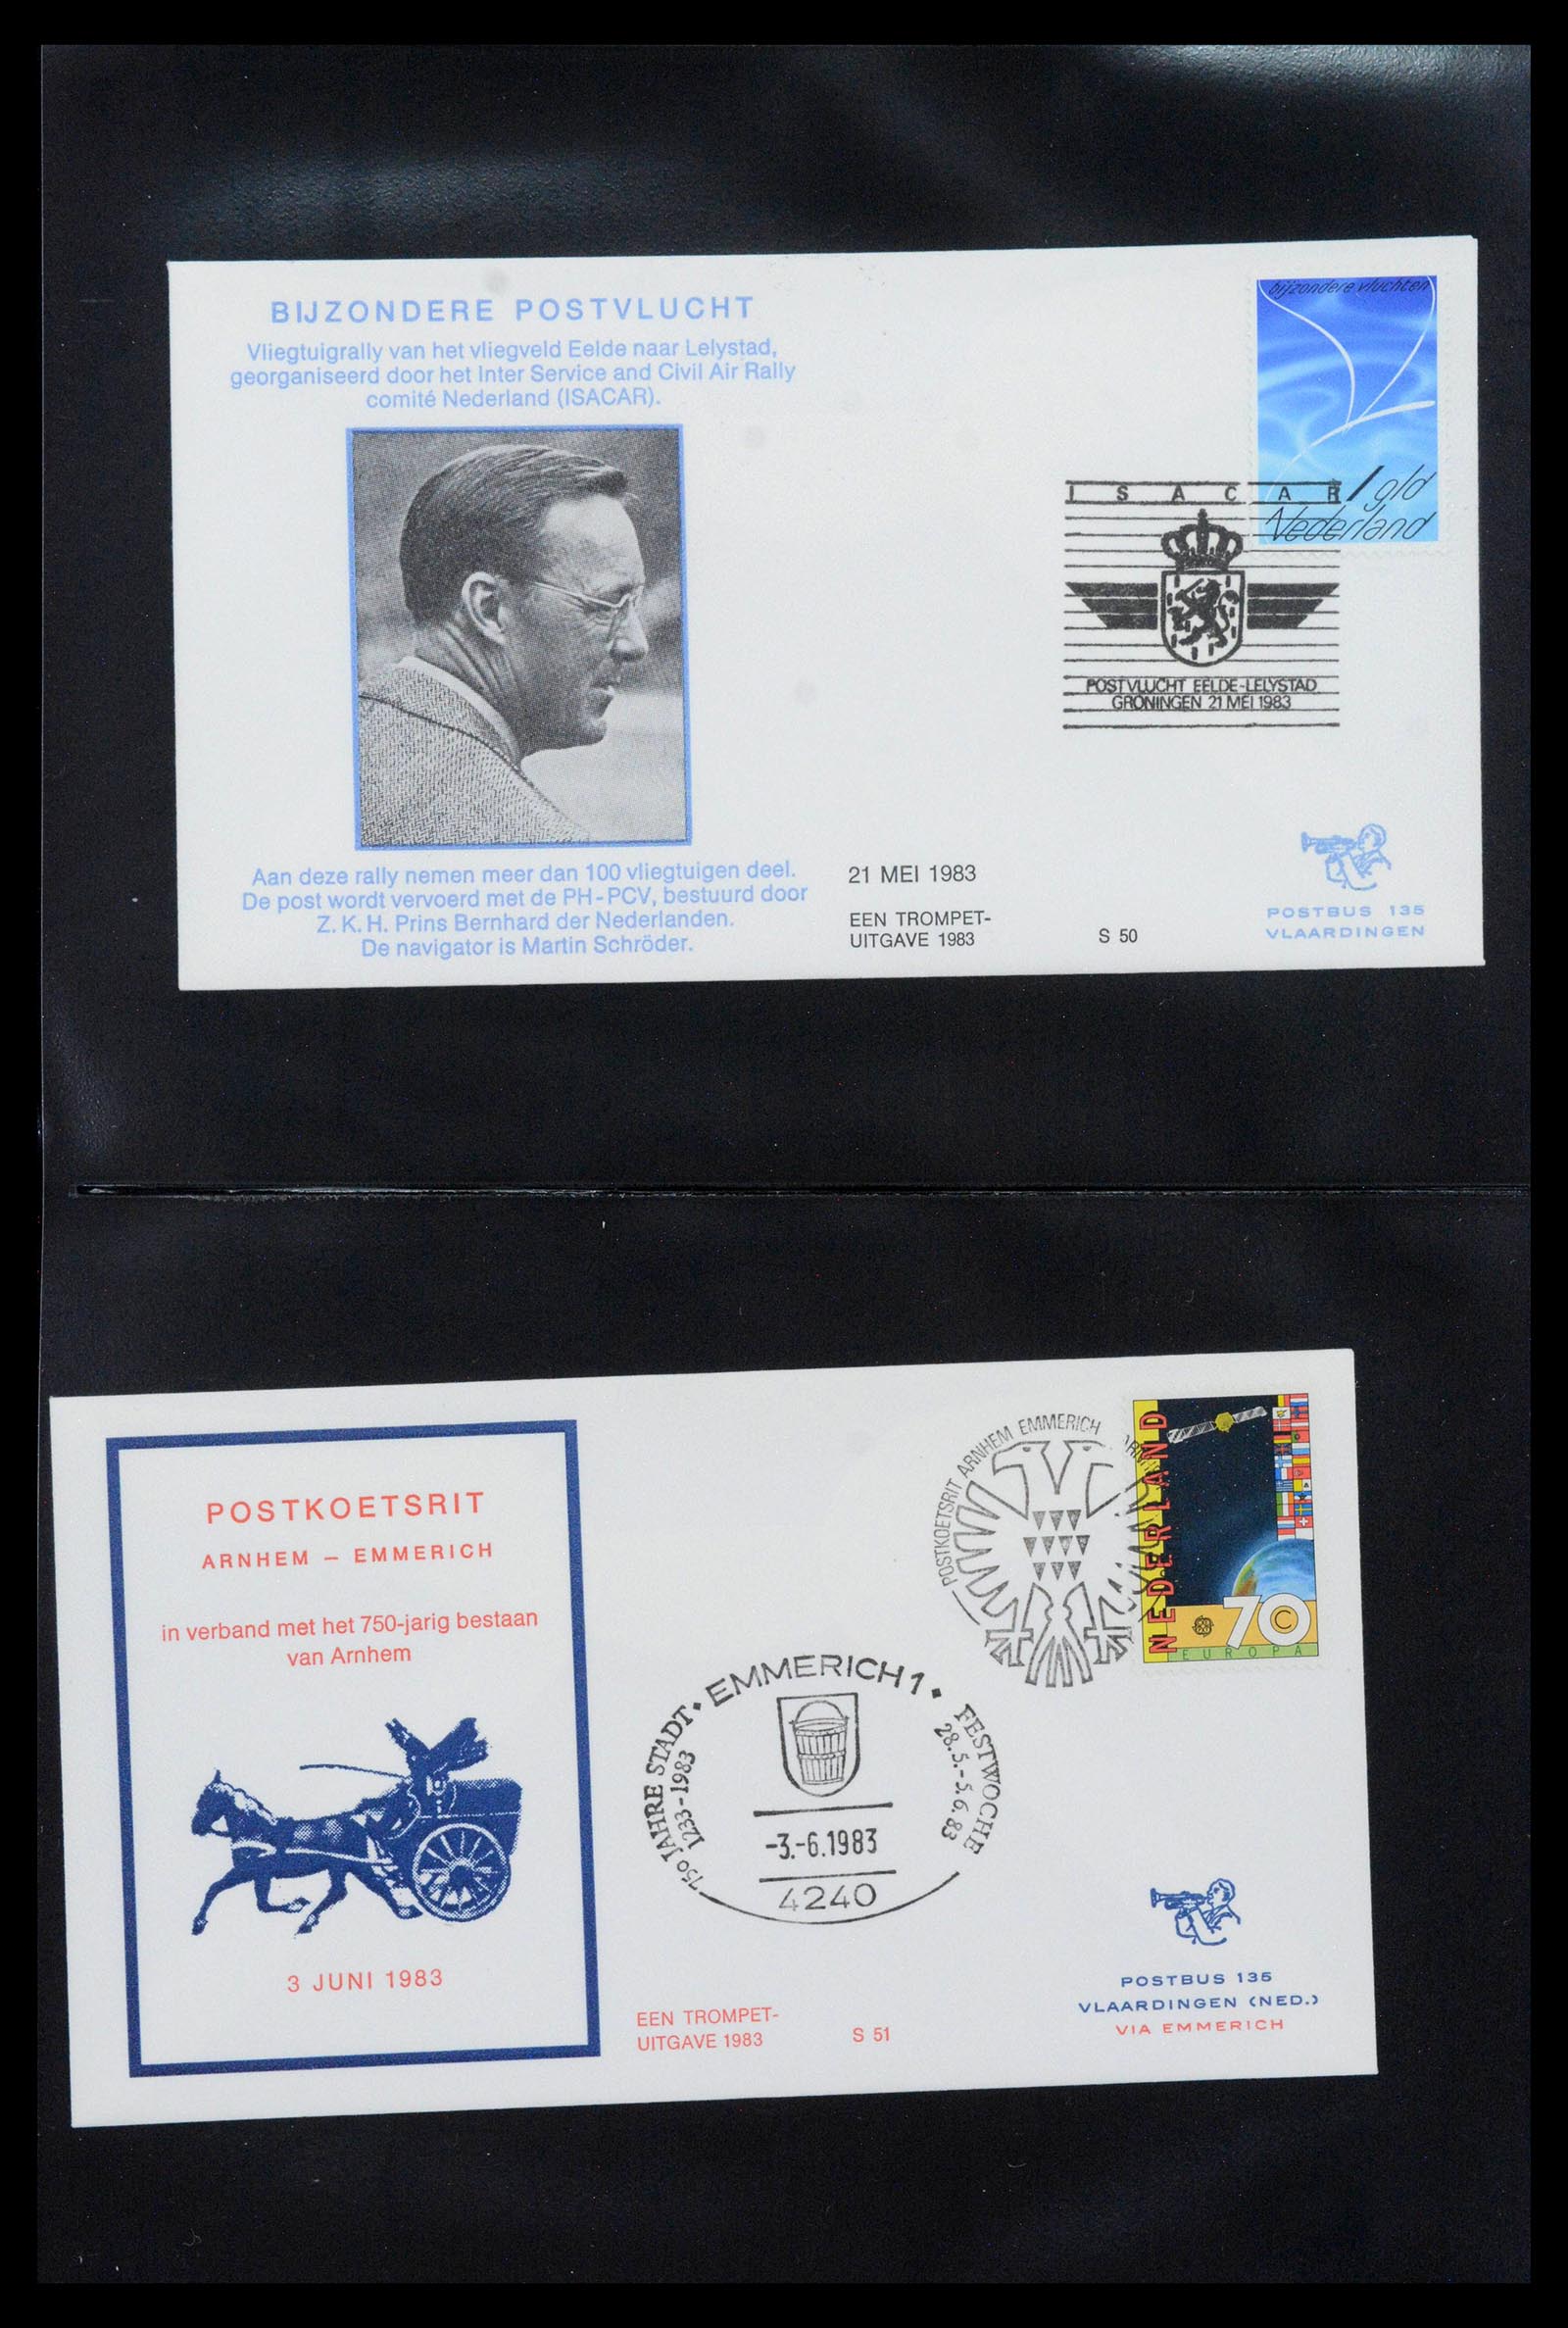 BIJZONDERE POSTVLUCHT
Vliegtuigrally van het vliegveld Eelde naar Lelystad,
georganiseerd door het Inter Service and Civil Air Rally
comité Nederland (ISACAR).
Aan deze rally nemen meer dan 100 vliegtuigen deel.
De post wordt vervoerd met de PH-PCV, bestuurd door
Z. K. H. Prins Bernhard der Nederlanden.
De navigator is Martin Schröder.
21 MEI 1983
EEN TROMPET-
UITGAVE 1983
S 50
bijzondere vluchten
1 gld
Nederland
I S A C A R
POSTVLUCHT EELDE-LELYSTAD
GRONINGEN 21 MEI 1983
POSTBUS 135
VLAARDINGEN
POSTKOETSRIT
ARNHEM – EMMERICH
in verband met het 750-jarig bestaan
van Arnhem
3 JUNI 1983
EMMERICH 1
750 JAHRE STADT
1233-1983
FESTWOCHE
28.5.-5.6.83
-3.-6.1983
4240
POSTKOETSRIT ARNHEM EMMERICH
NEDERLAND
70 C
EUROPA
EEN TROMPET-
UITGAVE 1983
S 51
POSTBUS 135
VLAARDINGEN (NED.)
VIA EMMERICH